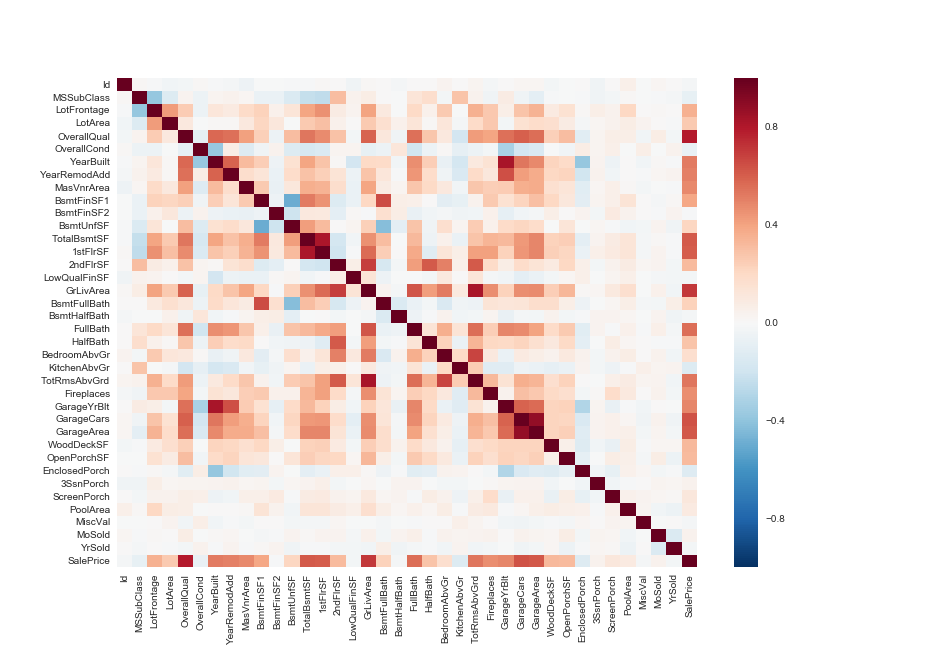 Id
MSSubClass
LotFrontage
LotArea
OverallQual
OverallCond
YearBuilt
YearRemodAdd
MasVnrArea
BsmtFinSF1
BsmtFinSF2
BsmtUnfSF
TotalBsmtSF
1stFlrSF
2ndFlrSF
LowQualFinSF
GrLivArea
BsmtFullBath
BsmtHalfBath
FullBath
HalfBath
BedroomAbvGr
KitchenAbvGr
TotRmsAbvGrd
Fireplaces
GarageYrBlt
GarageCars
GarageArea
WoodDeckSF
OpenPorchSF
EnclosedPorch
3SsnPorch
ScreenPorch
PoolArea
MiscVal
MoSold
YrSold
SalePrice
Id
MSSubClass
LotFrontage
LotArea
OverallQual
OverallCond
YearBuilt
YearRemodAdd
MasVnrArea
BsmtFinSF1
BsmtFinSF2
BsmtUnfSF
TotalBsmtSF
1stFlrSF
2ndFlrSF
LowQualFinSF
GrLivArea
BsmtFullBath
BsmtHalfBath
FullBath
HalfBath
BedroomAbvGr
KitchenAbvGr
TotRmsAbvGrd
Fireplaces
GarageYrBlt
GarageCars
GarageArea
WoodDeckSF
OpenPorchSF
EnclosedPorch
3SsnPorch
ScreenPorch
PoolArea
MiscVal
MoSold
YrSold
SalePrice
0.8
0.4
0.0
−0.4
−0.8